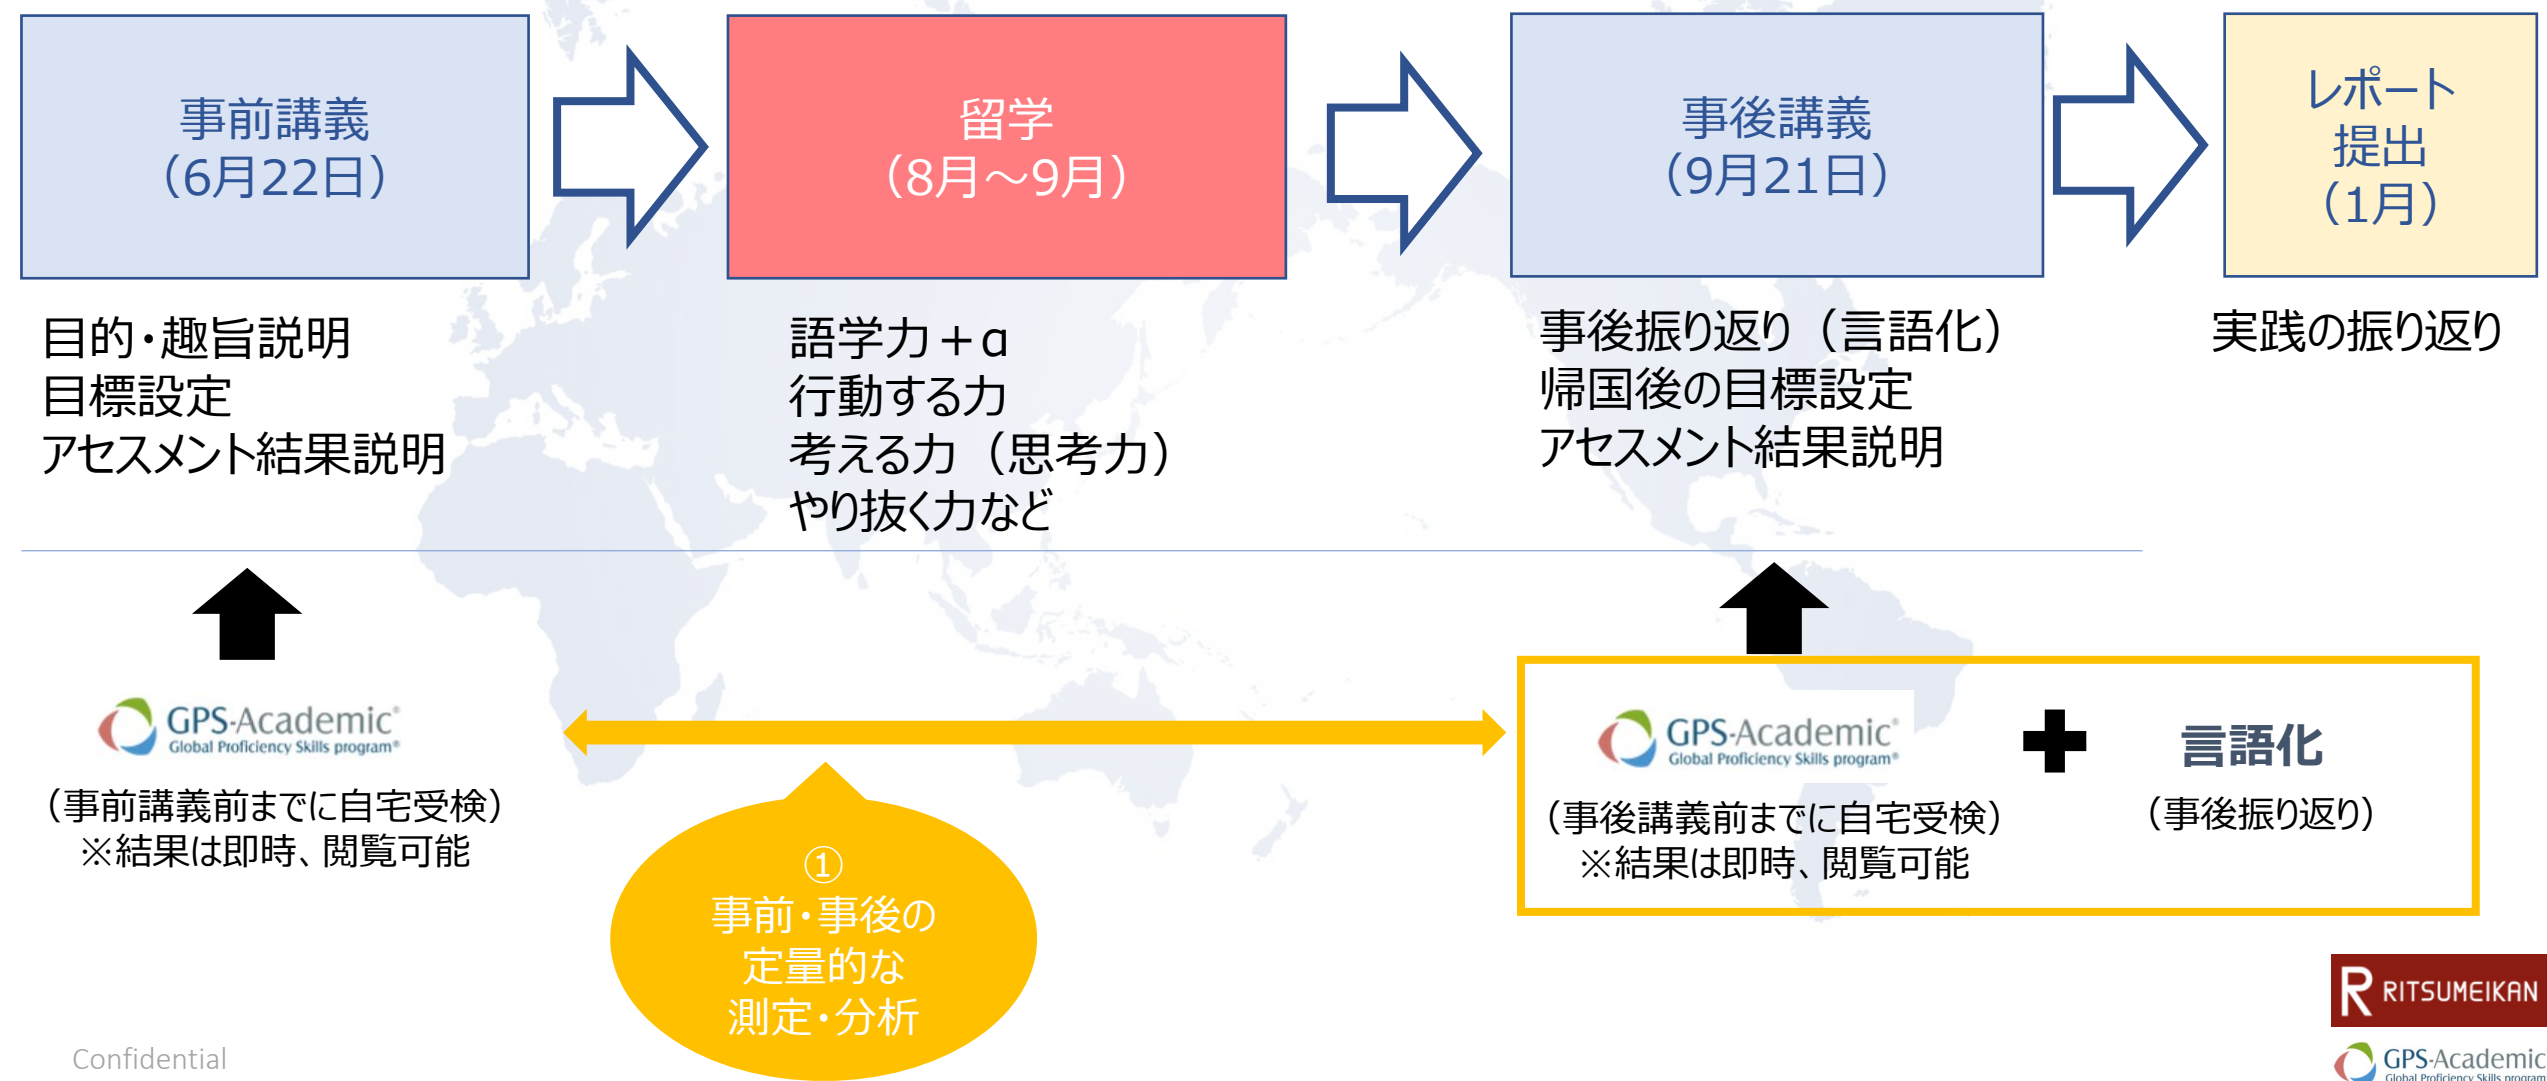 事前講義
（6月22日）
留学
（8月～9月）
事後講義
（9月21日）
レポート
提出
（1月）
目的・趣旨説明
目標設定
アセスメント結果説明
語学力＋α
行動する力
考える力（思考力）
やり抜く力など
事後振り返り（言語化）
帰国後の目標設定
アセスメント結果説明
実践の振り返り
GPS-Academic®
Global Proficiency Skills program®
（事前講義前までに自宅受検）
※結果は即時、閲覧可能
①
事前・事後の
定量的な
測定・分析
GPS-Academic®
Global Proficiency Skills program®
（事後講義前までに自宅受検）
※結果は即時、閲覧可能
言語化
（事後振り返り）
Confidential
R RITSUMEIKAN
GPS-Academic
Global Proficiency Skills program